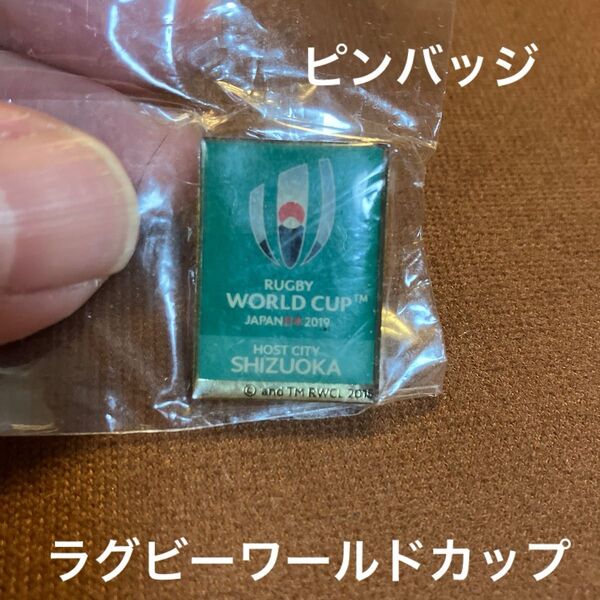 ピンバッジ
RUGBY
WORLD CUP™
JAPAN日本2019
HOST CITY
SHIZUOKA
© and TM RWCL 2015
ラグビーワールドカップ